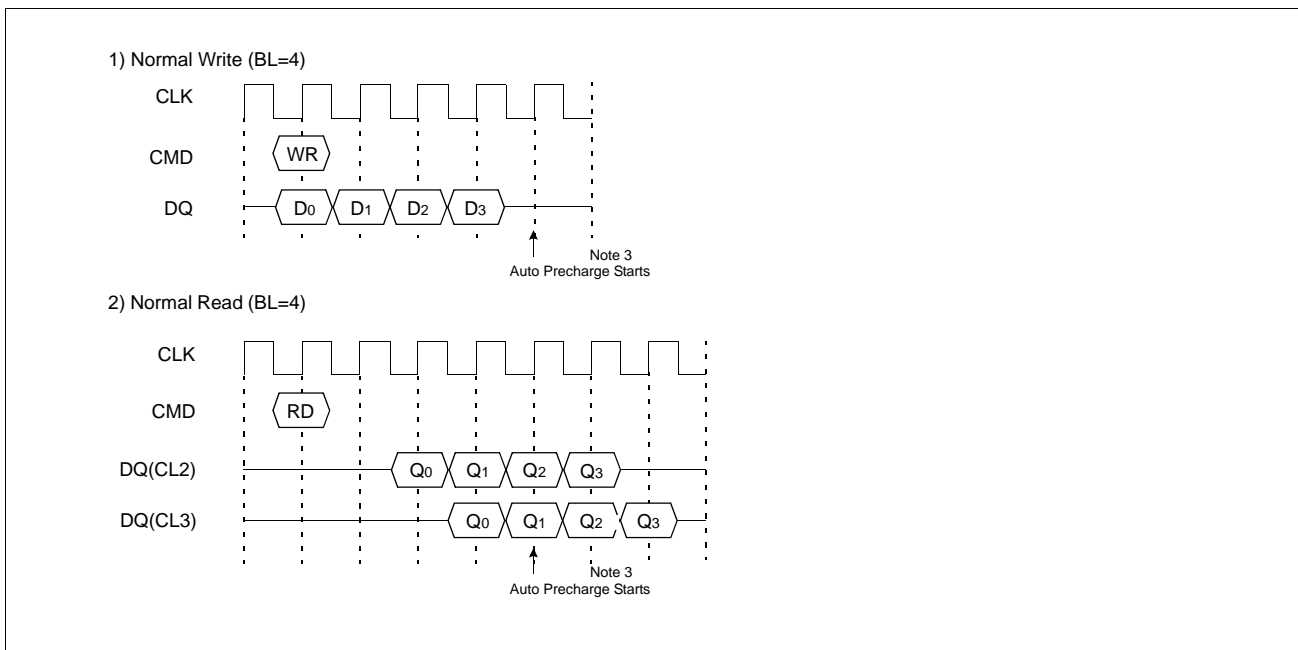 1) Normal Write (BL=4)
CLK
CMD
WR
DQ
D0 D1 D2 D3
Note 3
Auto Precharge Starts
2) Normal Read (BL=4)
CLK
CMD
RD
DQ(CL2)
Q0 Q1 Q2 Q3
DQ(CL3)
Q0 Q1 Q2 Q3
Note 3
Auto Precharge Starts